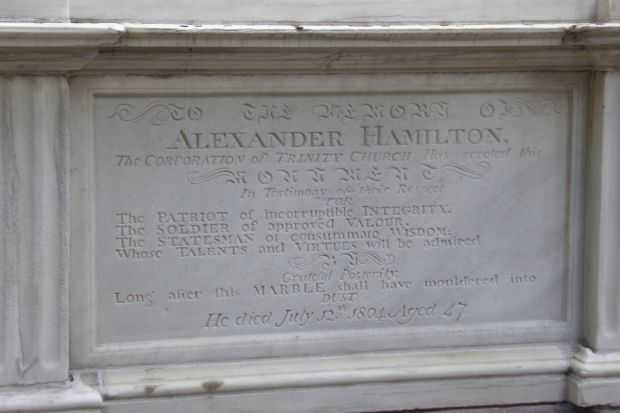 TO THE MEMORY OF
ALEXANDER HAMILTON,
The CORPORATION of TRINITY CHURCH Has erected this
MONUMENT
In Testimony of their Respect
FOR
The PATRIOT of incorruptible INTEGRITY.
The SOLDIER of approved VALOUR.
The STATESMAN of consummate WISDOM:
Whose TALENTS and VIRTUES will be admired
BY
Grateful Posterity
Long after this MARBLE shall have mouldered into
DUST
He died July 12th 1804. Aged 47